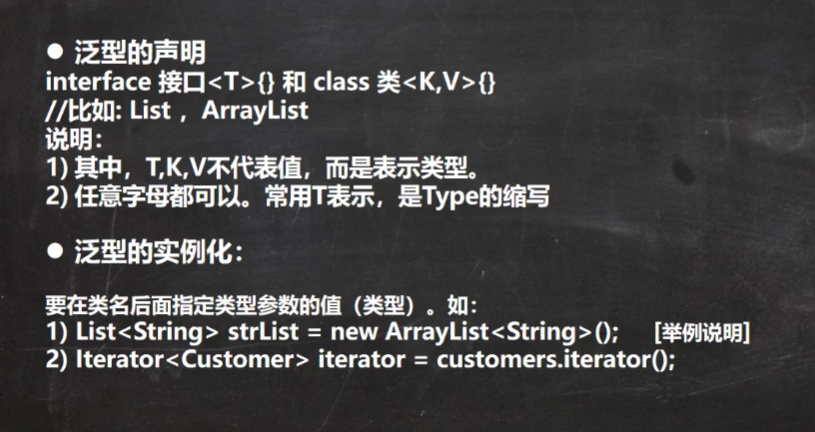 ● 泛型的声明
interface 接口<T>{} 和 class 类<K,V>{}
//比如: List ，ArrayList
说明：
1) 其中，T,K,V不代表值，而是表示类型。
2) 任意字母都可以。常用T表示，是Type的缩写
● 泛型的实例化：
要在类名后面指定类型参数的值（类型）。如：
1) List<String> strList = new ArrayList<String>(); [举例说明]
2) Iterator<Customer> iterator = customers.iterator();